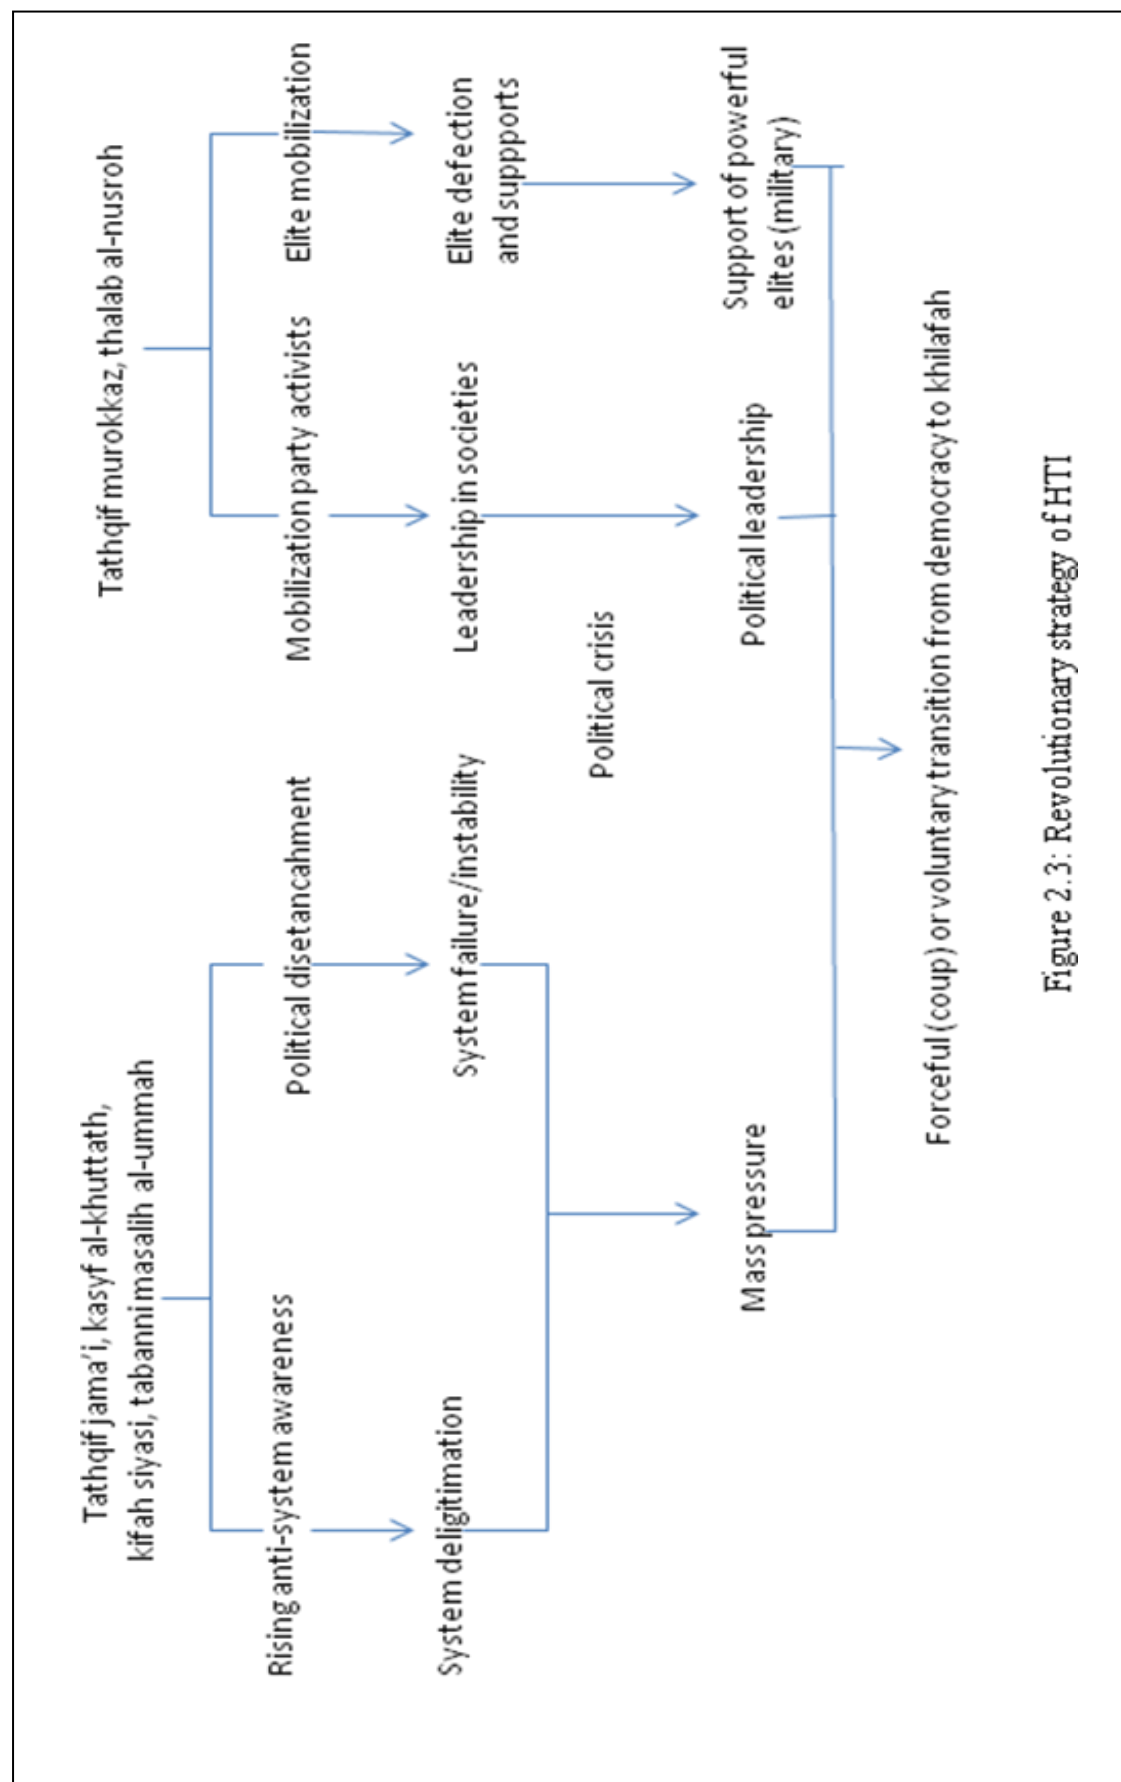 Tathqif jama'i, kasyf al-khuttath,
kifah siyasi, tabanni masalih al-ummah
Tathqif murokkaz, thalab al-nusroh
Rising anti-system awareness
Political disetancahment
Mobilization party activists
Elite mobilization
System deligitimation
System failure/instability
Leadership in societies
Elite defection
and suppports
Political crisis
Mass pressure
Political leadership
Support of powerful
elites (military)
Forceful (coup) or voluntary transition from democracy to khilafah
Figure 2.3: Revolutionary strategy of HTI